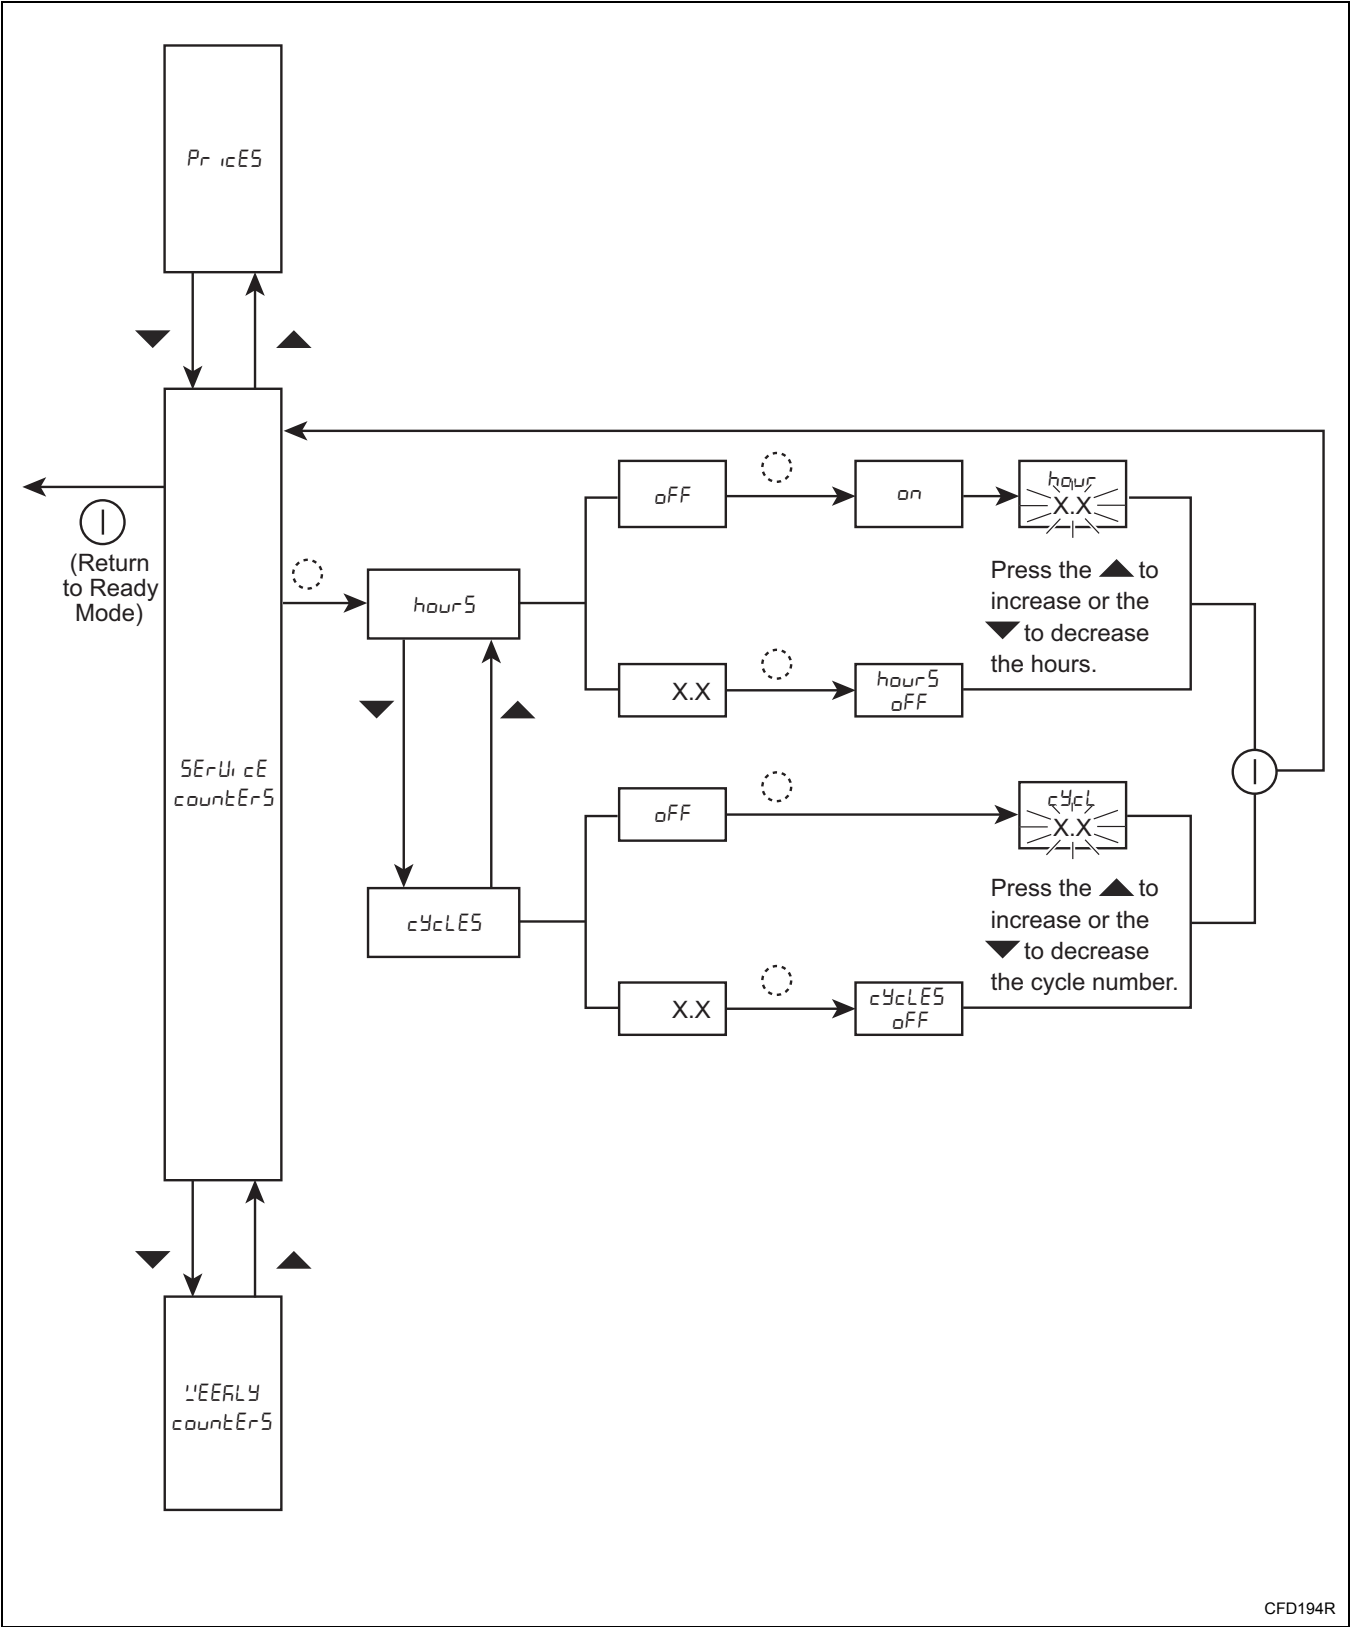 PricES
(Return
to Ready
Mode)
SErUicE
countErS
hourS
oFF
on
hour
X.X
Press the ▲ to
increase or the
▼ to decrease
the hours.
X.X
hourS
oFF
cYcLES
oFF
cYcL
X.X
Press the ▲ to
increase or the
▼ to decrease
the cycle number.
X.X
cYcLES
oFF
WEEKLY
countErS
CFD194R